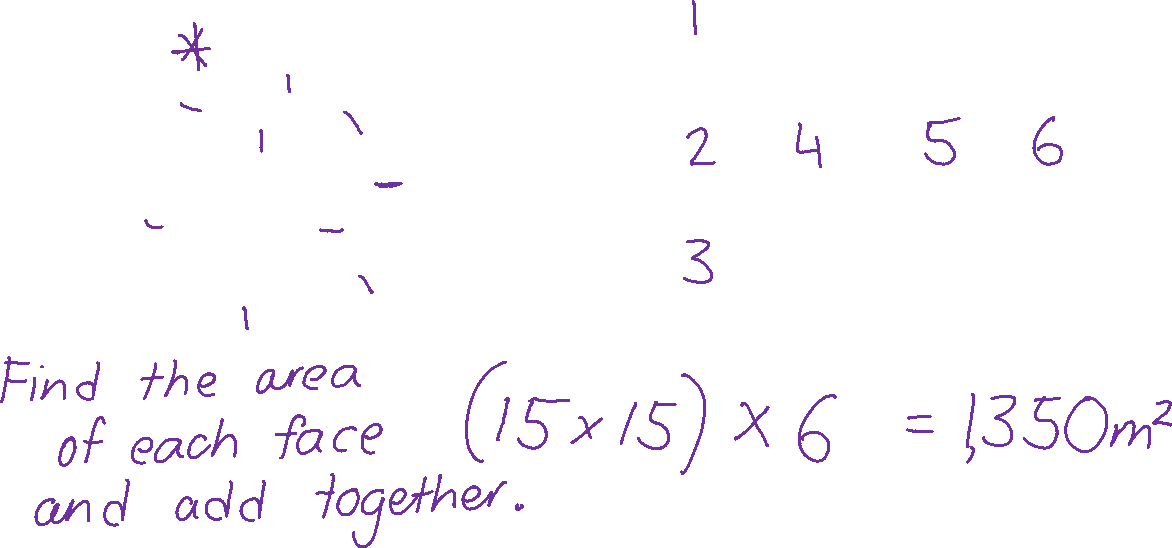 *
1
2 4 5 6
3
Find the area
of each face
and add together.
(15 x 15) x 6 = 1,350m²